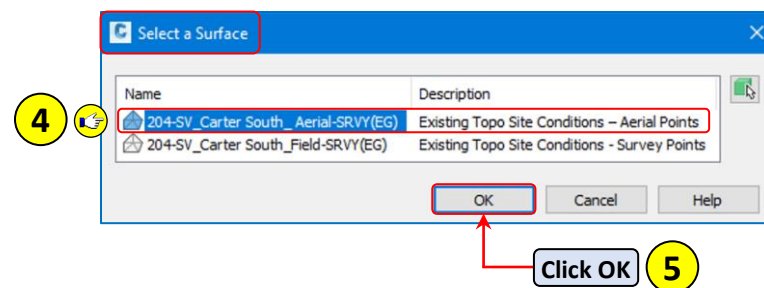 C Select a Surface
Name Description
4 204-SV_Carter South_ Aerial-SRVY(EG) Existing Topo Site Conditions – Aerial Points
204-SV_Carter South_Field-SRVY(EG) Existing Topo Site Conditions - Survey Points
OK Cancel Help
Click OK 5